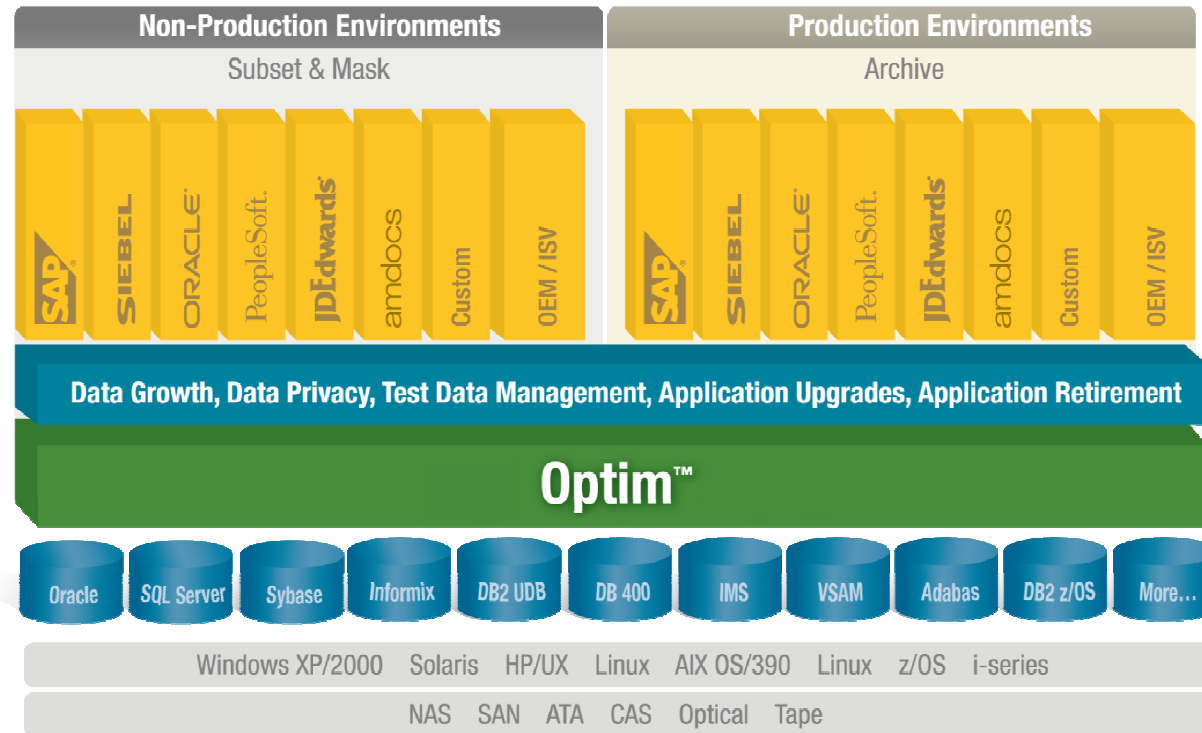 Non-Production Environments
Subset & Mask
SAP®
SIEBEL
ORACLE®
PeopleSoft.
JDEdwards®
amdocs
Custom
OEM / ISV
Production Environments
Archive
SAP®
SIEBEL
ORACLE®
PeopleSoft.
JDEdwards®
amdocs
Custom
OEM / ISV
Data Growth, Data Privacy, Test Data Management, Application Upgrades, Application Retirement
Optim™
Oracle
SQL Server
Sybase
Informix
DB2 UDB
DB 400
IMS
VSAM
Adabas
DB2 z/OS
More...
Windows XP/2000 Solaris HP/UX Linux AIX OS/390 Linux z/OS i-series
NAS SAN ATA CAS Optical Tape